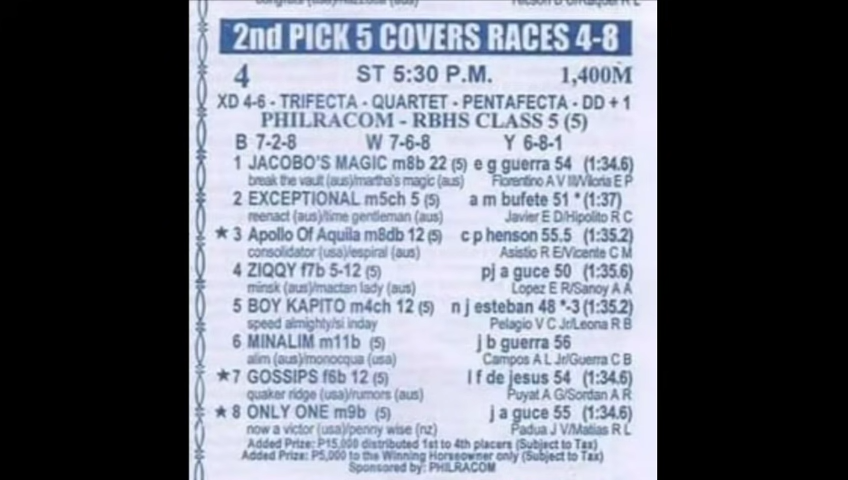 2nd PICK 5 COVERS RACES 4-8
4 ST 5:30 P.M. 1,400M
XD 4-6 - TRIFECTA - QUARTET - PENTAFECTA - DD + 1
PHILRACOM - RBHS CLASS 5 (5)
B 7-2-8 W 7-6-8 Y 6-8-1
1 JACOBO'S MAGIC m8b 22 (5) e g guerra 54 (1:34.6)
break the vault (aus)/martha's magic (aus) Florentino A V III/Viloria E P
2 EXCEPTIONAL m5ch 5 (5) a m bufete 51 * (1:37)
reenact (aus)/time gentleman (aus) Javier E D/Hipolito R C
★ 3 Apollo Of Aquila m8db 12 (5) c p henson 55.5 (1:35.2)
consolidator (usa)/espiral (aus) Asistio R E/Vicente C M
4 ZIQQY f7b 5-12 (5) pj a guce 50 (1:35.6)
minsk (aus)/mactan lady (aus) Lopez E R/Sanoy A A
5 BOY KAPITO m4ch 12 (5) n j esteban 48 *-3 (1:35.2)
speed almighty/si inday Pelagio V C Jr/Leona R B
6 MINALIM m11b (5) j b guerra 56
alim (aus)/monocqua (usa) Campos A L Jr/Guerra C B
★ 7 GOSSIPS f6b 12 (5) l f de jesus 54 (1:34.6)
quaker ridge (usa)/rumors (aus) Puyat A G/Sordan A R
★ 8 ONLY ONE m9b (5) j a guce 55 (1:34.6)
now a victor (usa)/penny wise (nz) Padua J V/Matias R L
Added Prize: P15,000 distributed 1st to 4th placers (Subject to Tax)
Added Prize: P5,000 to the Winning Horseowner only (Subject to Tax)
Sponsored by: PHILRACOM